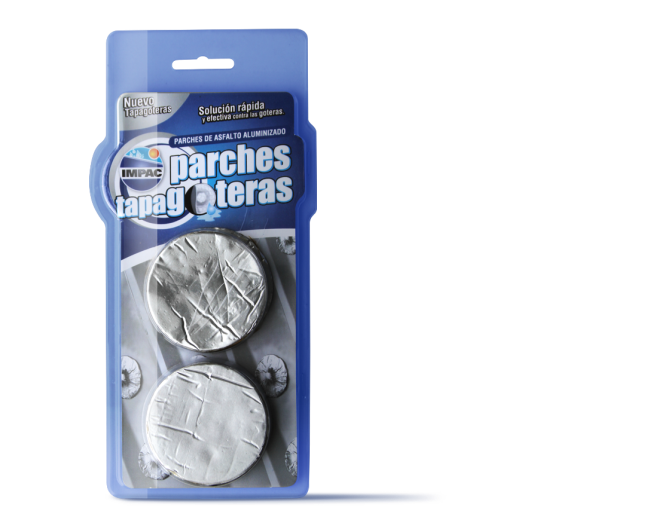 Nuevo
Tapagoteras
Solución rápida
y efectiva contra las goteras.
PARCHES DE ASFALTO ALUMINIZADO
IMPAC
parches
tapagoteras